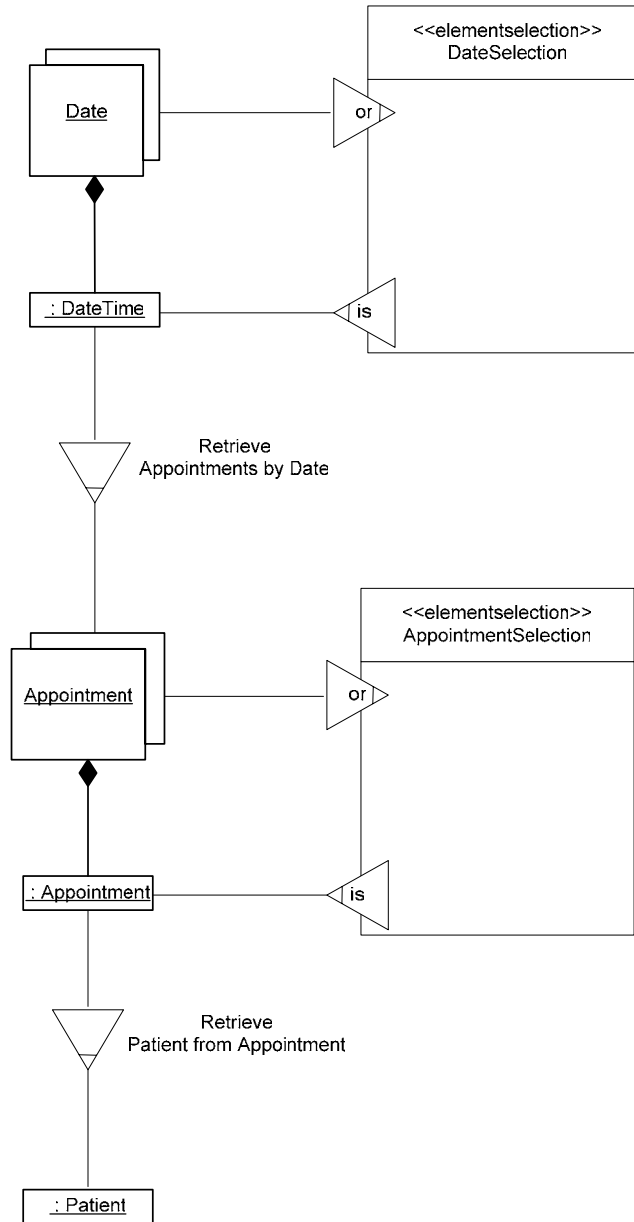 <<elementselection>>
DateSelection
Date
or
: DateTime
is
Retrieve
Appointments by Date
<<elementselection>>
AppointmentSelection
Appointment
or
: Appointment
is
Retrieve
Patient from Appointment
: Patient